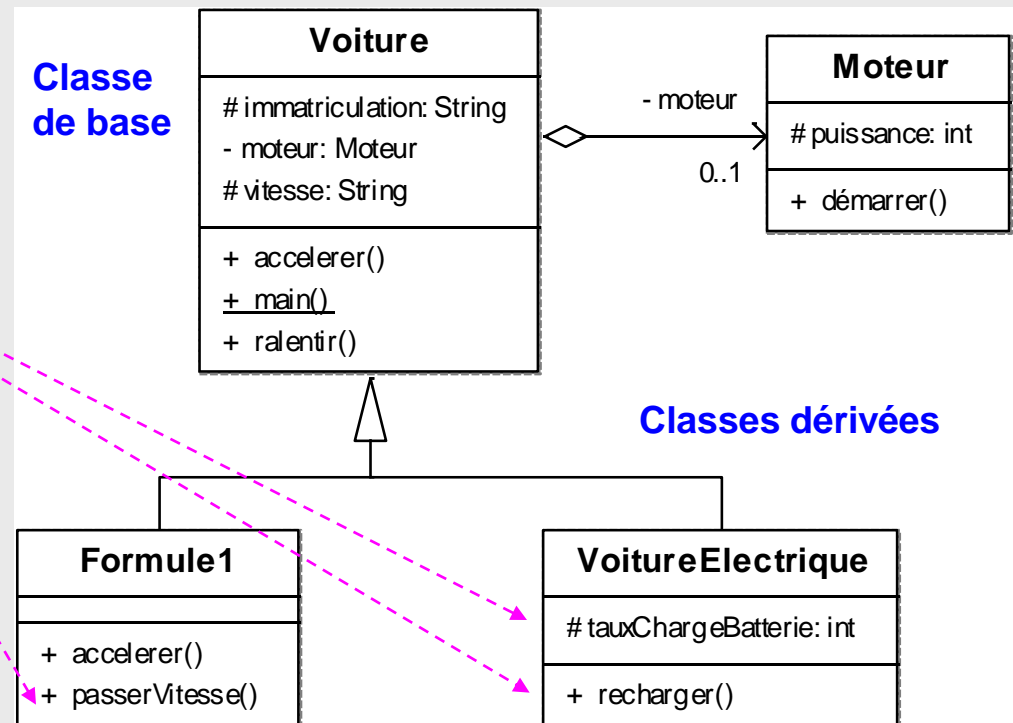 Voiture
Classe
de base
# immatriculation: String
- moteur: Moteur
# vitesse: String
+ accelerer()
+ main()
+ ralentir()
- moteur
0..1
Moteur
# puissance: int
+ démarrer()
Classes dérivées
Formule1
+ accelerer()
+ passerVitesse()
VoitureElectrique
# tauxChargeBatterie: int
+ recharger()